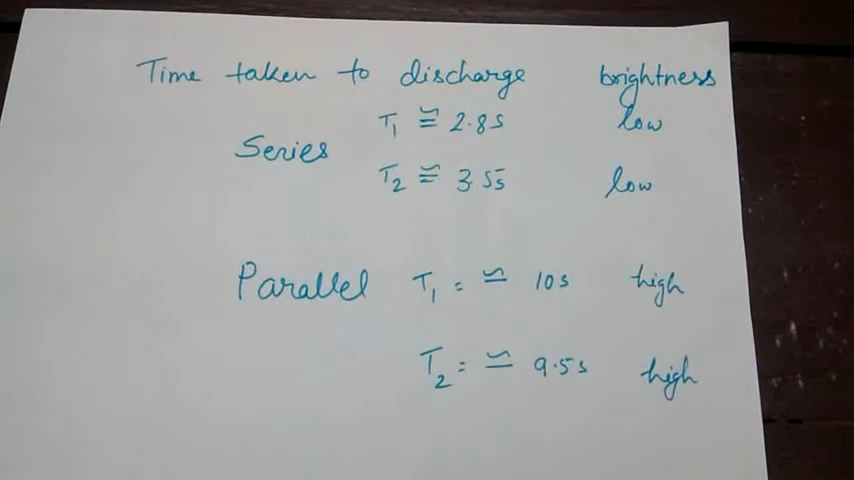 Time taken to discharge brightness
T1 ≅ 2.8s low
Series
T2 ≅ 3.5s low
Parallel T1 = ≃ 10s high
T2 = ≃ 9.5s high